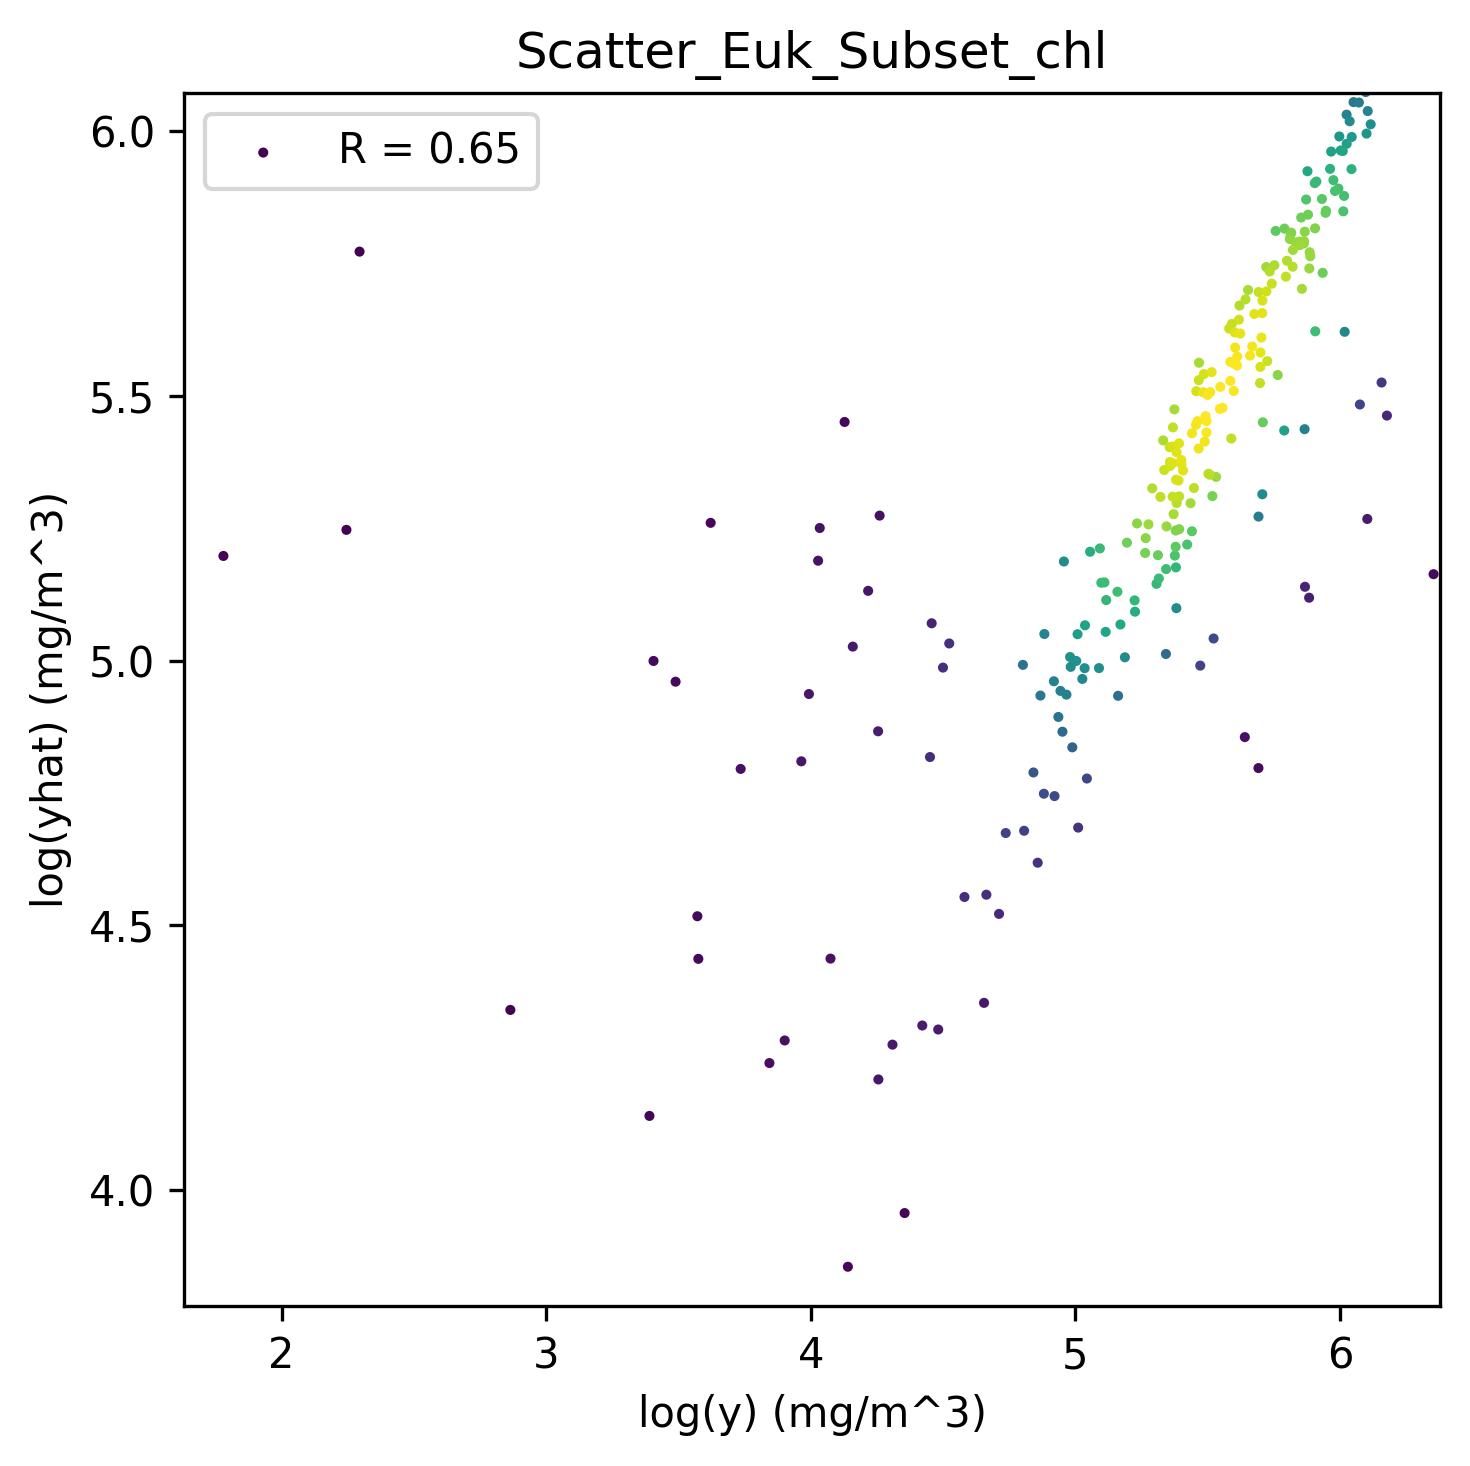 Scatter_Euk_Subset_chl
R = 0.65
6.0
5.5
5.0
4.5
4.0
log(yhat) (mg/m^3)
2 3 4 5 6
log(y) (mg/m^3)